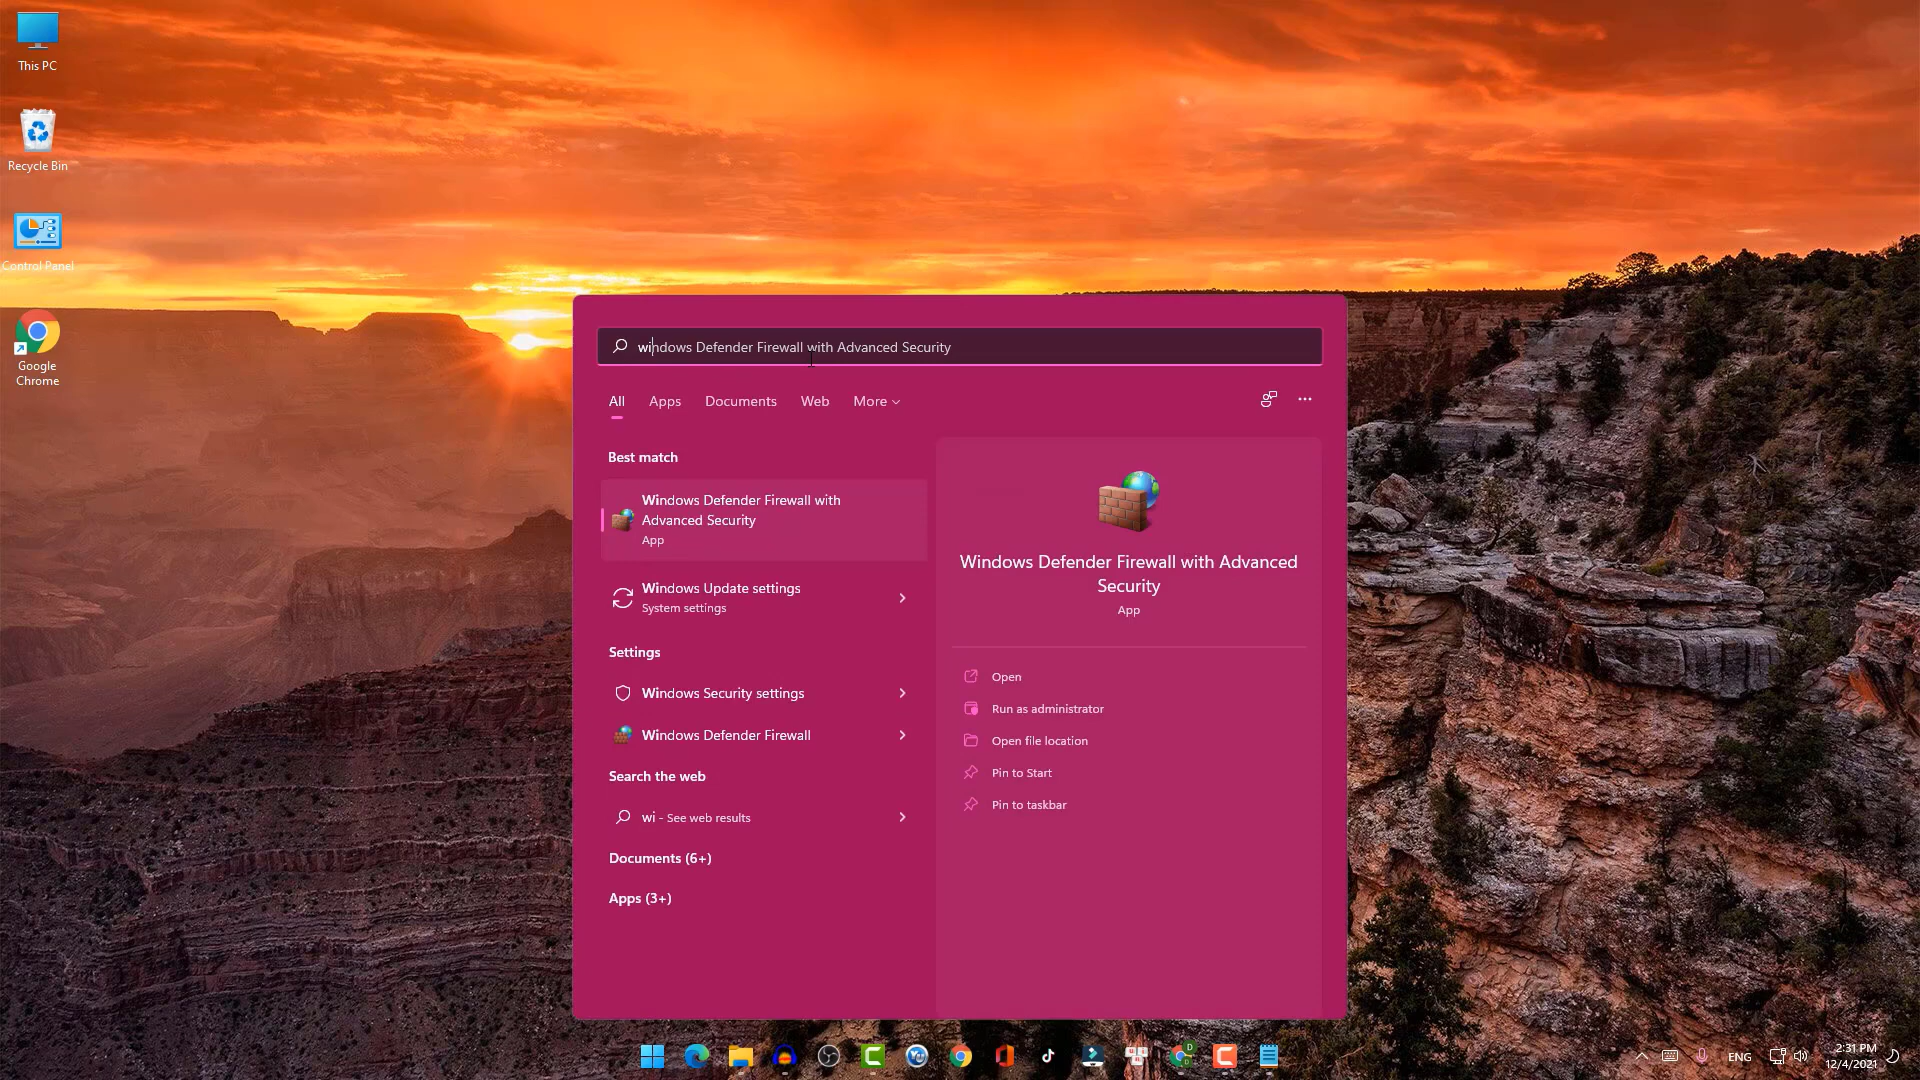 This PC
Recycle Bin
Control Panel
Google
Chrome
windows Defender Firewall with Advanced Security
All Apps Documents Web More
Best match
Windows Defender Firewall with
Advanced Security
App
Windows Update settings
System settings
Settings
Windows Security settings
Windows Defender Firewall
Search the web
wi - See web results
Documents (6+)
Apps (3+)
Windows Defender Firewall with Advanced
Security
App
Open
Run as administrator
Open file location
Pin to Start
Pin to taskbar
D
ENG
2:31 PM
12/4/2021